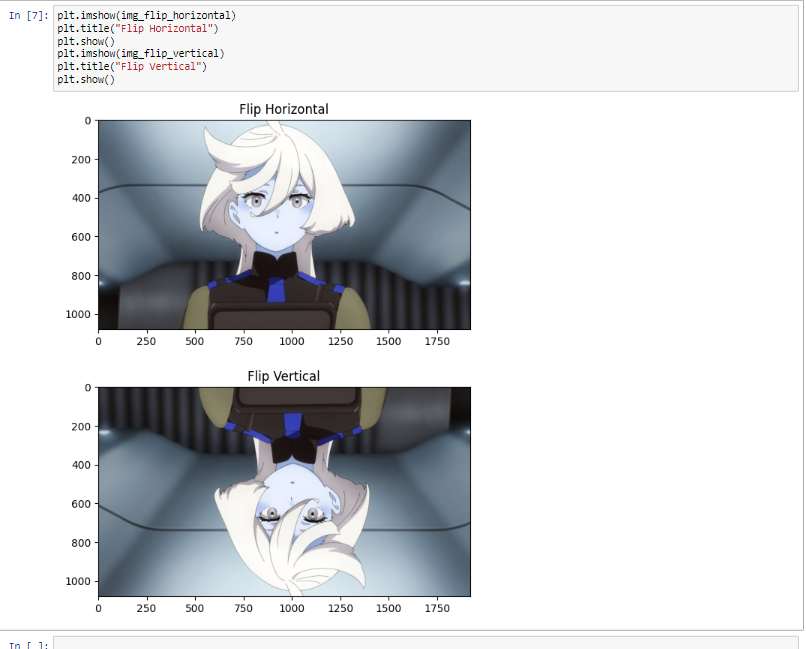 In [7]:
plt.imshow(img_flip_horizontal)
plt.title("Flip Horizontal")
plt.show()
plt.imshow(img_flip_vertical)
plt.title("Flip Vertical")
plt.show()
Flip Horizontal
0
200
400
600
800
1000
0 250 500 750 1000 1250 1500 1750
Flip Vertical
0
200
400
600
800
1000
0 250 500 750 1000 1250 1500 1750
In [ ]: